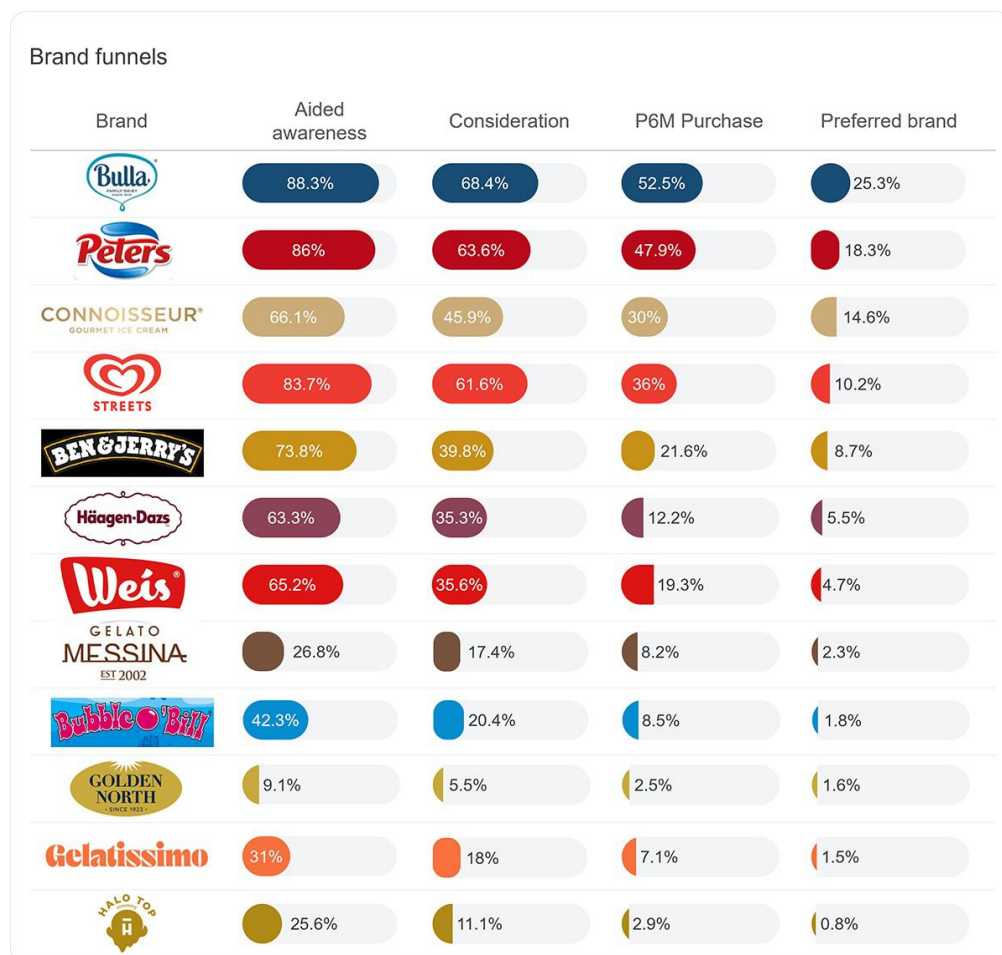 Brand funnels
Brand Aided awareness Consideration P6M Purchase Preferred brand
Bulla FAMILY DAIRY SINCE 1910 88.3% 68.4% 52.5% 25.3%
Peters 86% 63.6% 47.9% 18.3%
CONNOISSEUR® GOURMET ICE CREAM 66.1% 45.9% 30% 14.6%
STREETS 83.7% 61.6% 36% 10.2%
BEN & JERRY'S 73.8% 39.8% 21.6% 8.7%
Häagen-Dazs 63.3% 35.3% 12.2% 5.5%
Weis® 65.2% 35.6% 19.3% 4.7%
GELATO MESSINA EST 2002 26.8% 17.4% 8.2% 2.3%
Bubble O'Bill 42.3% 20.4% 8.5% 1.8%
GOLDEN NORTH • SINCE 1923 • 9.1% 5.5% 2.5% 1.6%
Gelatissimo 31% 18% 7.1% 1.5%
HALO TOP H 25.6% 11.1% 2.9% 0.8%